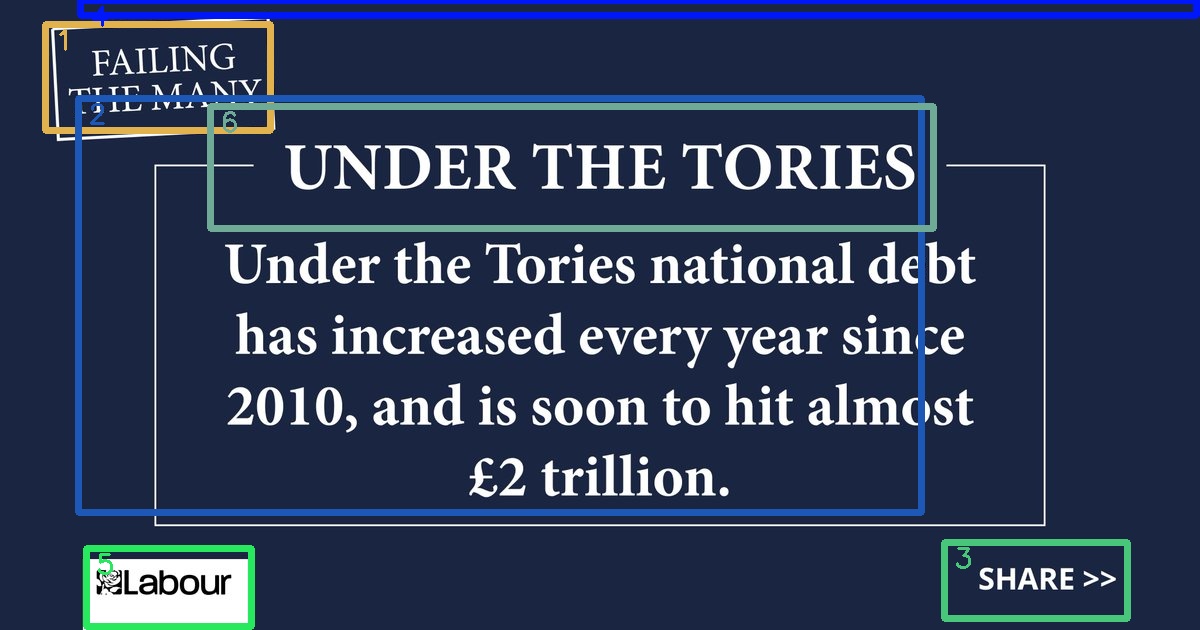 FAILING
THE MANY
UNDER THE TORIES
Under the Tories national debt
has increased every year since
2010, and is soon to hit almost
£2 trillion.
Labour
SHARE >>